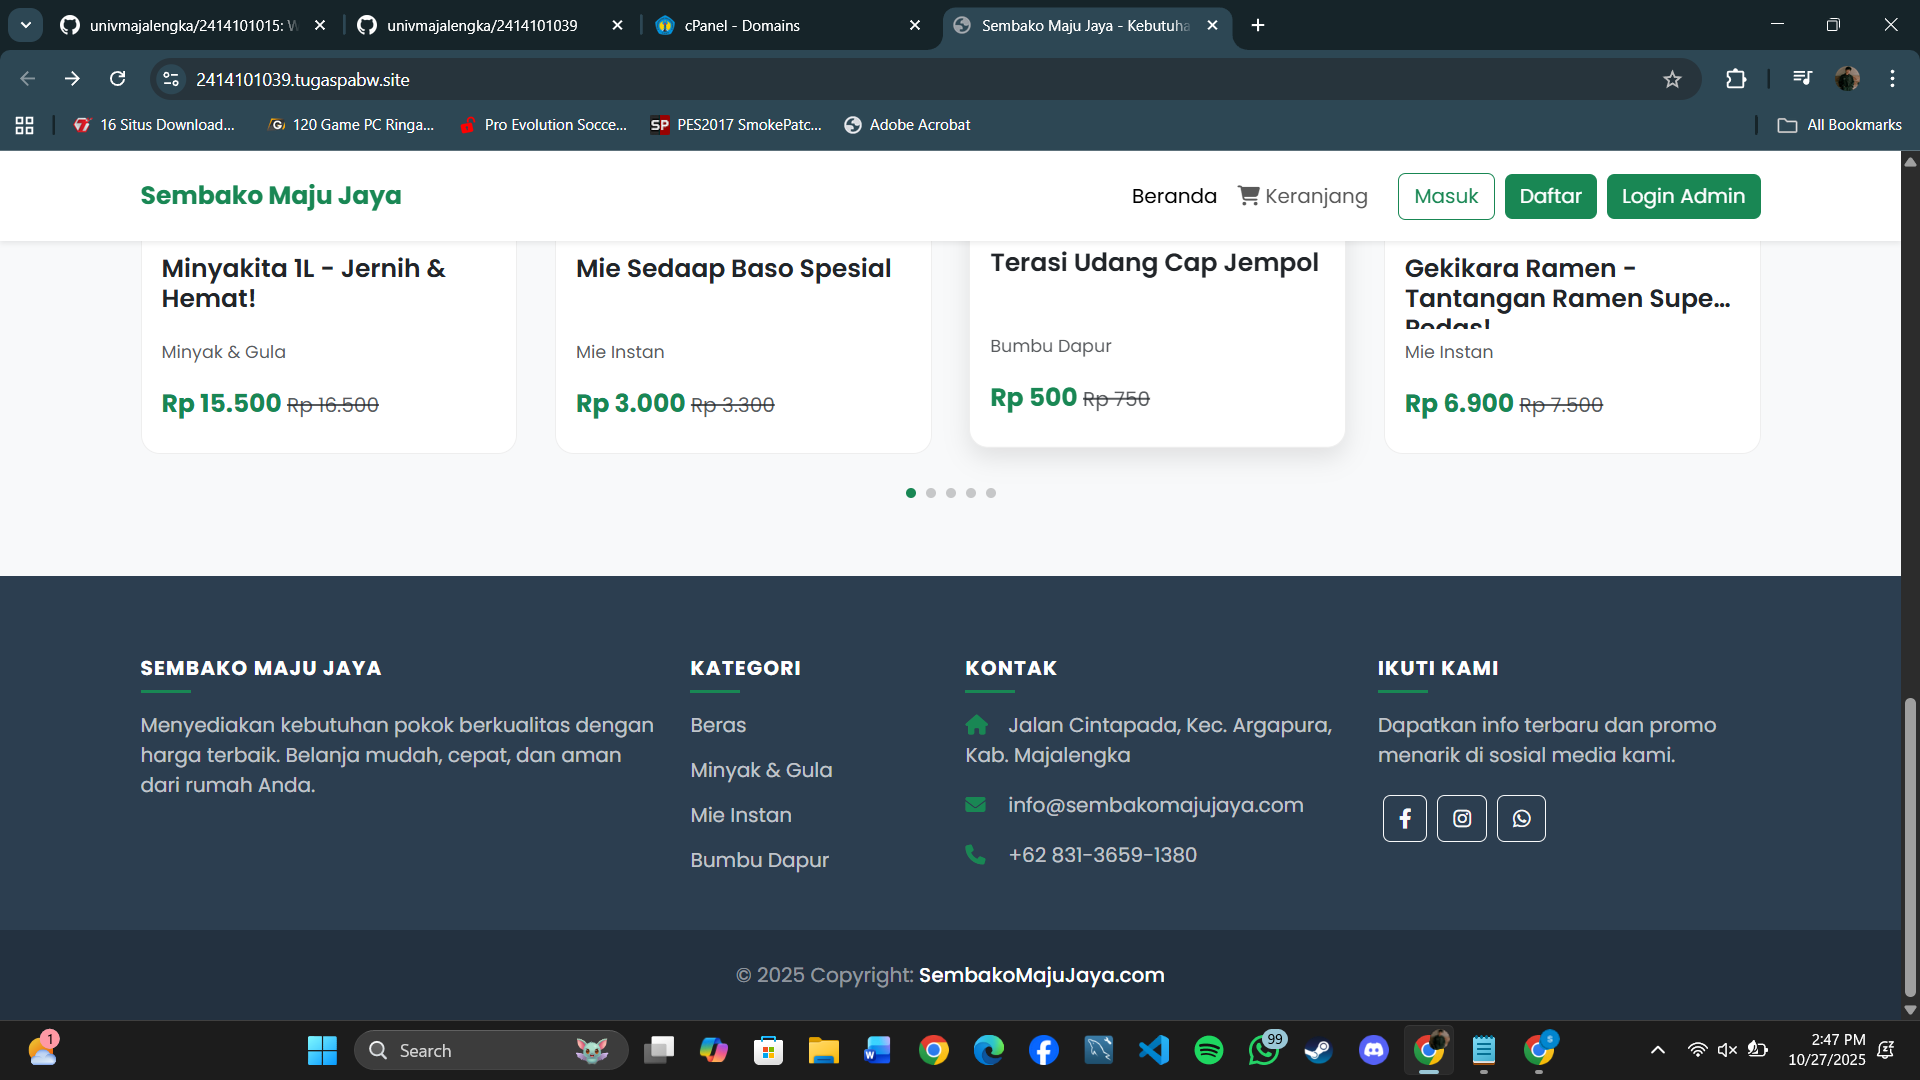 univmajalengka/2414101015: W
univmajalengka/2414101039
cPanel - Domains
Sembako Maju Jaya - Kebutuha
2414101039.tugaspabw.site
16 Situs Download...
120 Game PC Ringa...
Pro Evolution Socce...
SP PES2017 SmokePatc...
Adobe Acrobat
All Bookmarks
Sembako Maju Jaya
Beranda
Keranjang
Masuk
Daftar
Login Admin
Minyakita 1L - Jernih &
Hemat!
Minyak & Gula
Rp 15.500 Rp 16.500
Mie Sedaap Baso Spesial
Mie Instan
Rp 3.000 Rp 3.300
Terasi Udang Cap Jempol
Bumbu Dapur
Rp 500 Rp 750
Gekikara Ramen -
Tantangan Ramen Supe...
Pedas!
Mie Instan
Rp 6.900 Rp 7.500
SEMBAKO MAJU JAYA
Menyediakan kebutuhan pokok berkualitas dengan
harga terbaik. Belanja mudah, cepat, dan aman
dari rumah Anda.
KATEGORI
Beras
Minyak & Gula
Mie Instan
Bumbu Dapur
KONTAK
Jalan Cintapada, Kec. Argapura,
Kab. Majalengka
info@sembakomajujaya.com
+62 831-3659-1380
IKUTI KAMI
Dapatkan info terbaru dan promo
menarik di sosial media kami.
© 2025 Copyright: SembakoMajuJaya.com
1
Search
99
2:47 PM
10/27/2025